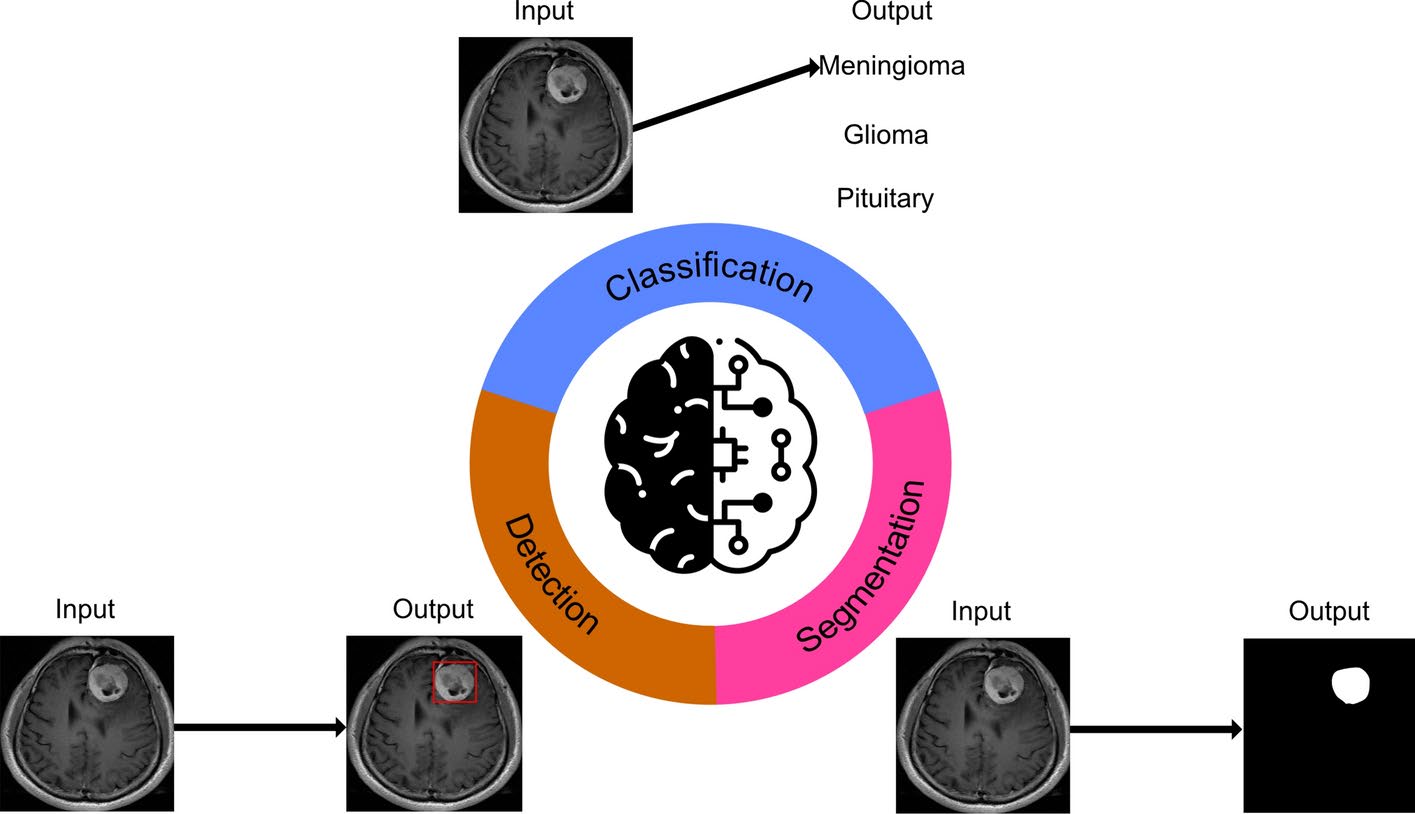 Input
Output
Meningioma
Glioma
Pituitary
Classification
Detection
Segmentation
Input
Output
Input
Output